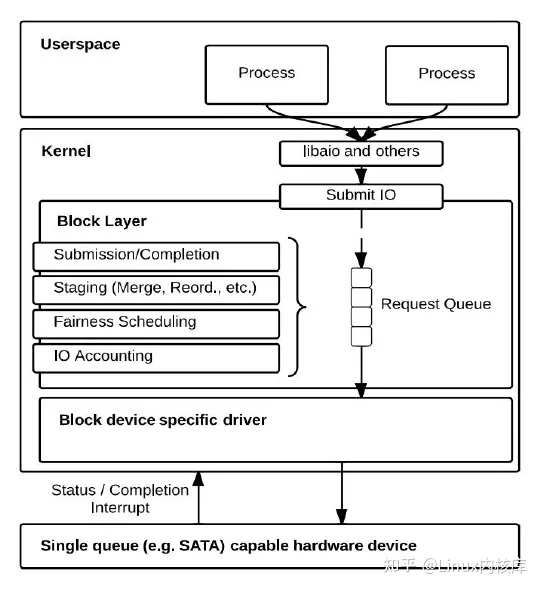 Userspace
Process
Process
Kernel
libaio and others
Submit IO
Block Layer
Submission/Completion
Staging (Merge, Reord., etc.)
Fairness Scheduling
IO Accounting
Request Queue
Block device specific driver
Status / Completion
Interrupt
Single queue (e.g. SATA) capable hardware device
知乎 @Linux内核库